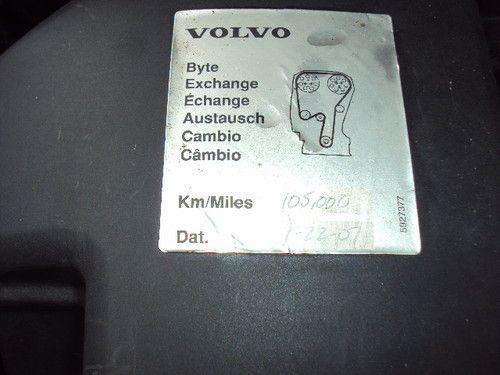 VOLVO
Byte
Exchange
Échange
Austausch
Cambio
Câmbio
Km/Miles 105,000
Dat. 1-22-07
5927377